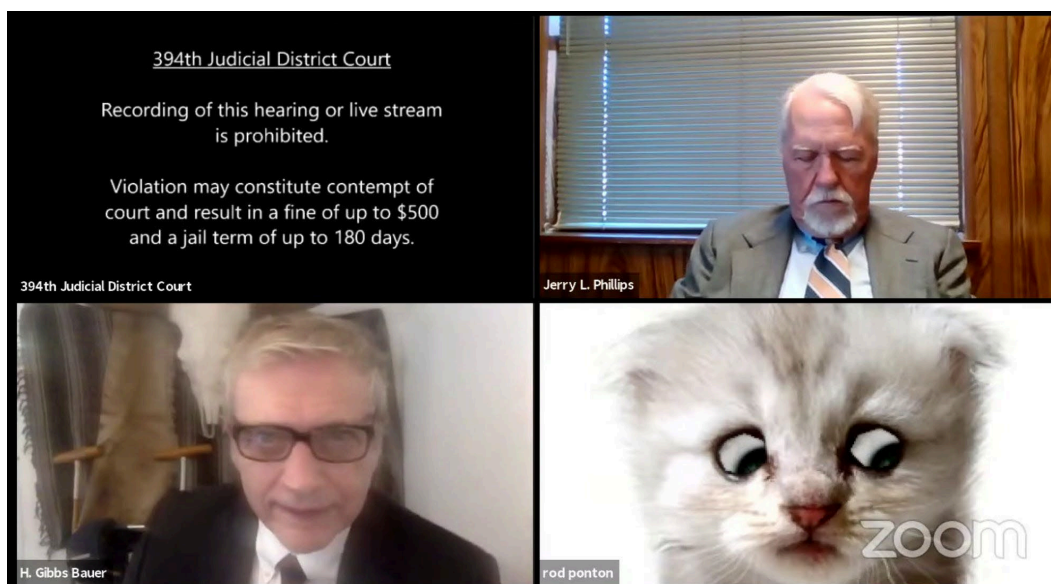 394th Judicial District Court
Recording of this hearing or live stream
is prohibited.
Violation may constitute contempt of
court and result in a fine of up to $500
and a jail term of up to 180 days.
394th Judicial District Court
Jerry L. Phillips
H. Gibbs Bauer
rod ponton
zoom